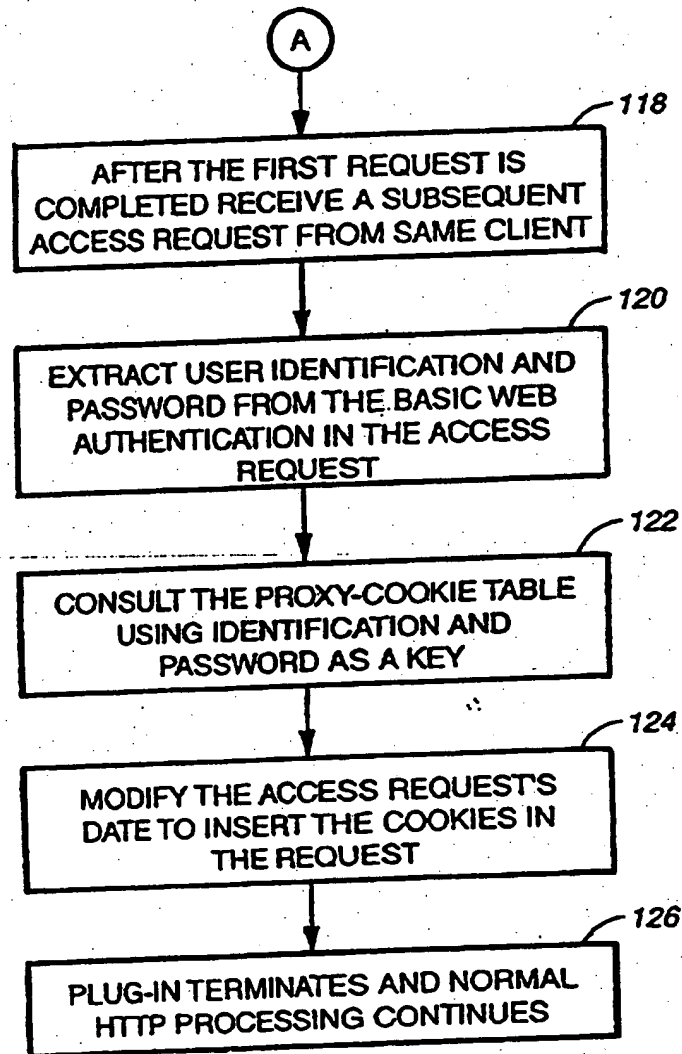 A
118
AFTER THE FIRST REQUEST IS
COMPLETED RECEIVE A SUBSEQUENT
ACCESS REQUEST FROM SAME CLIENT
120
EXTRACT USER IDENTIFICATION AND
PASSWORD FROM THE BASIC WEB
AUTHENTICATION IN THE ACCESS
REQUEST
122
CONSULT THE PROXY-COOKIE TABLE
USING IDENTIFICATION AND
PASSWORD AS A KEY
124
MODIFY THE ACCESS REQUEST'S
DATE TO INSERT THE COOKIES IN
THE REQUEST
126
PLUG-IN TERMINATES AND NORMAL
HTTP PROCESSING CONTINUES